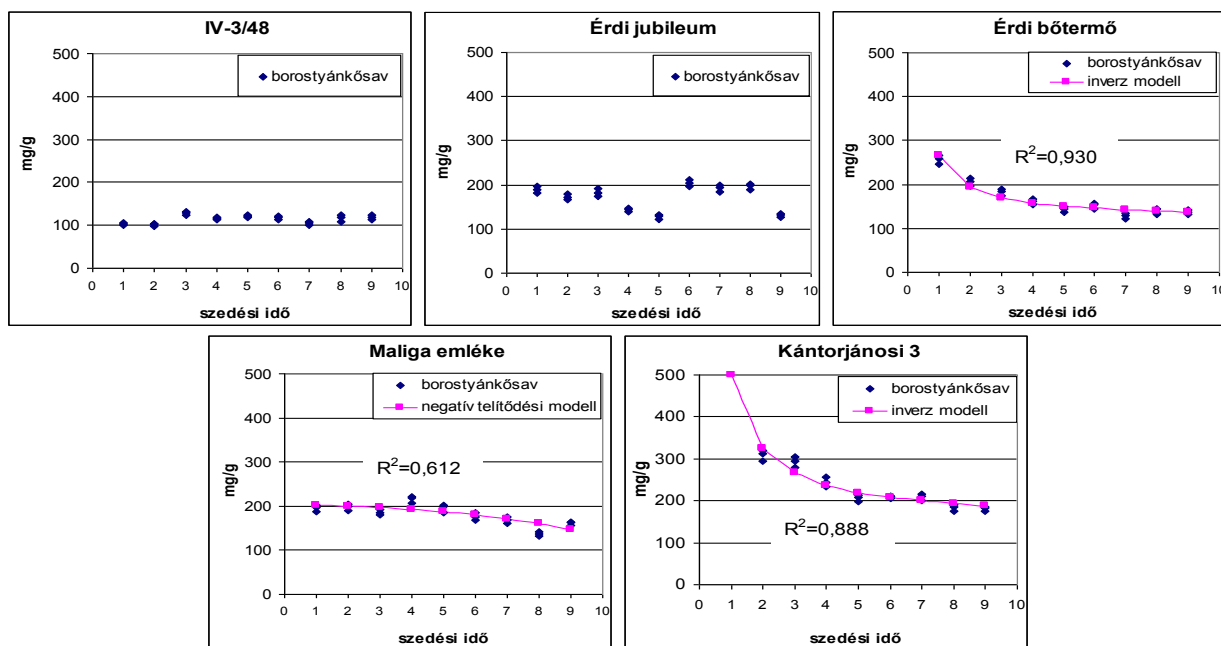 IV-3/48
500
400
300
200
100
0
mg/g
borostyánkősav
0 1 2 3 4 5 6 7 8 9 10
szedési idő
Érdi jubileum
500
400
300
200
100
0
mg/g
borostyánkősav
0 1 2 3 4 5 6 7 8 9 10
szedési idő
Érdi bőtermő
500
400
300
200
100
0
mg/g
borostyánkősav
inverz modell
R²=0,930
0 1 2 3 4 5 6 7 8 9 10
szedési idő
Maliga emléke
500
400
300
200
100
0
mg/g
borostyánkősav
negatív telítődési modell
R²=0,612
0 1 2 3 4 5 6 7 8 9 10
szedési idő
Kántorjánosi 3
500
400
300
200
100
0
mg/g
borostyánkősav
inverz modell
R²=0,888
0 1 2 3 4 5 6 7 8 9 10
szedési idő